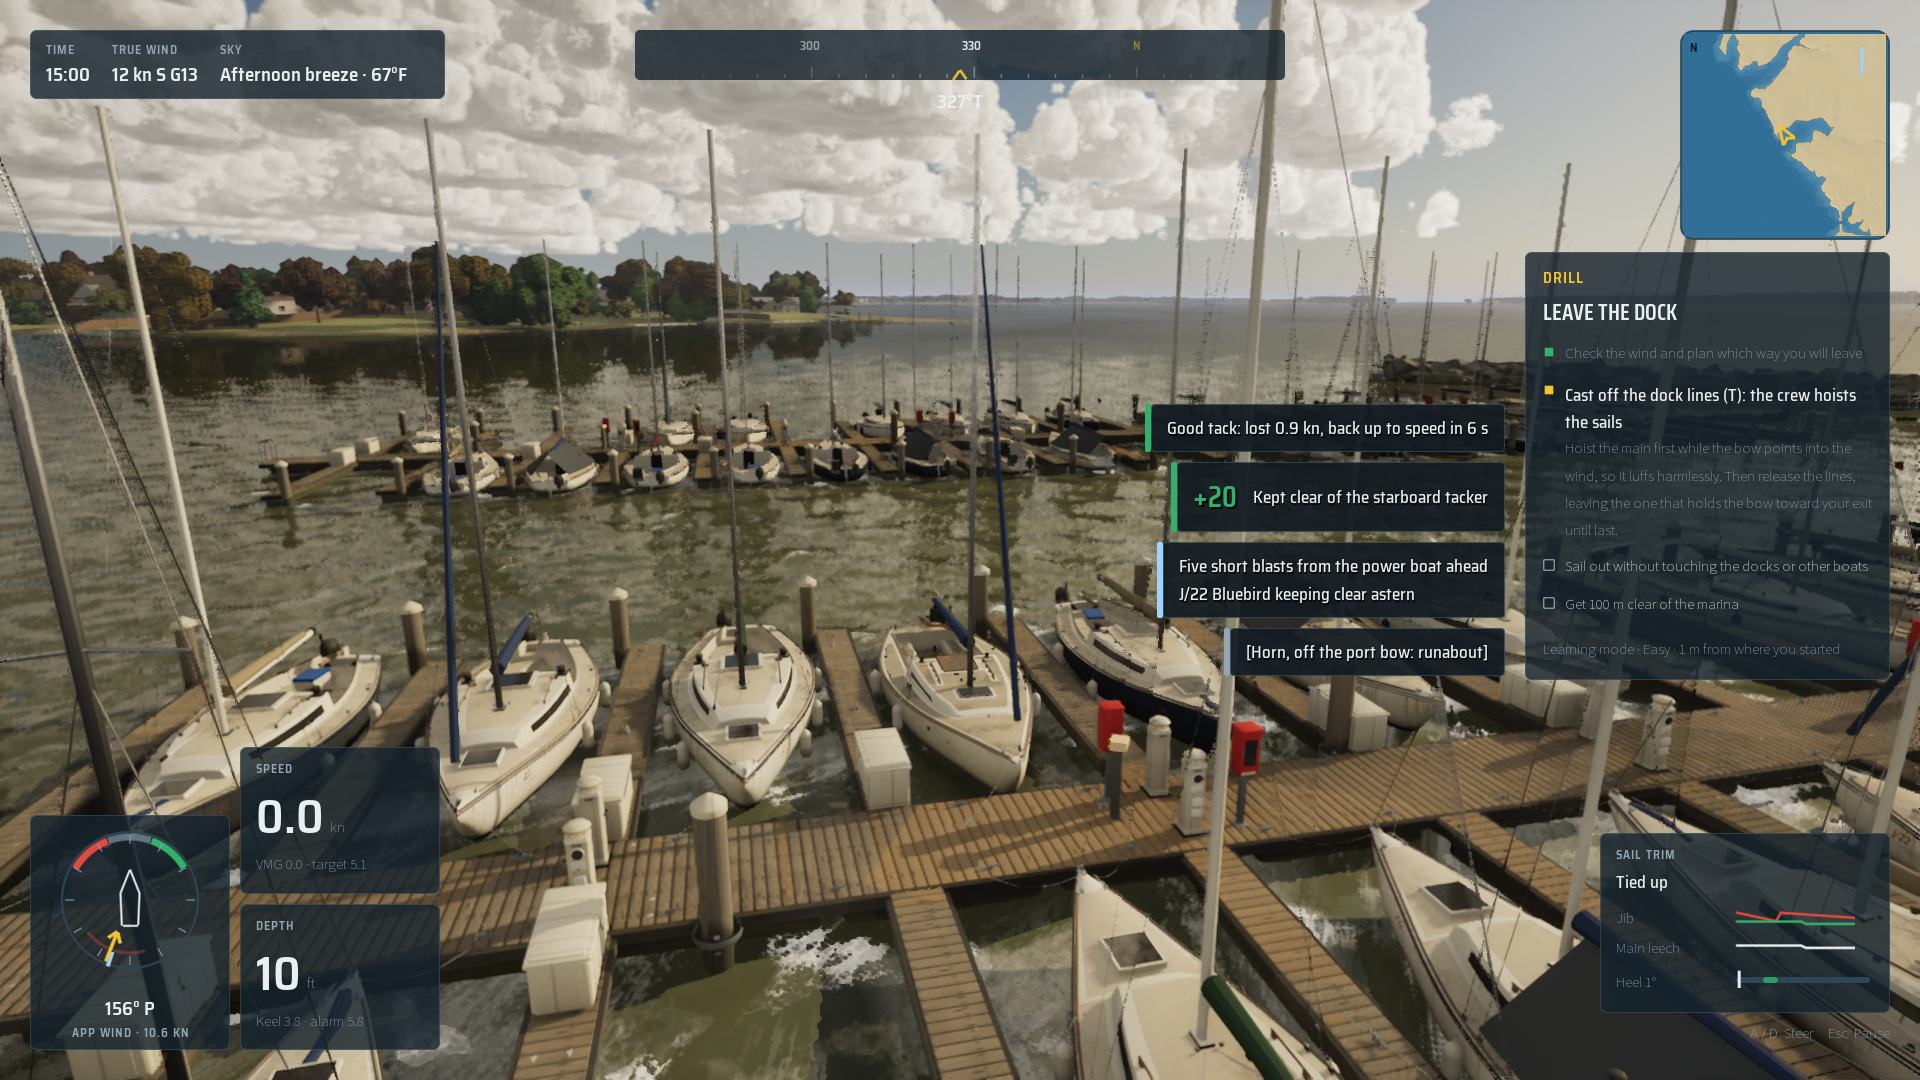 TIME
TRUE WIND
SKY
15:00
12 kn S G13
Afternoon breeze · 67°F
W
300
330
N
327°T
N
DRILL
LEAVE THE DOCK
Check the wind and plan which way you will leave
Cast off the dock lines (T): the crew hoists
the sails
Hoist the main first while the bow points into the
wind, so it luffs harmlessly. Then release the lines,
leaving the one that holds the bow toward your exit
until last.
Sail out without touching the docks or other boats
Get 100 m clear of the marina
Learning mode · Easy · 1 m from where you started
Good tack: lost 0.9 kn, back up to speed in 6 s
+20 Kept clear of the starboard tacker
Five short blasts from the power boat ahead
J/22 Bluebird keeping clear astern
[Horn, off the port bow: runabout]
SPEED
0.0 kn
VMG 0.0 · target 5.1
DEPTH
10 ft
Keel 3.8 · alarm 5.8
156° P
APP WIND · 10.6 KN
SAIL TRIM
Tied up
Jib
Main leech
Heel 1°
A / D Steer Esc Pause